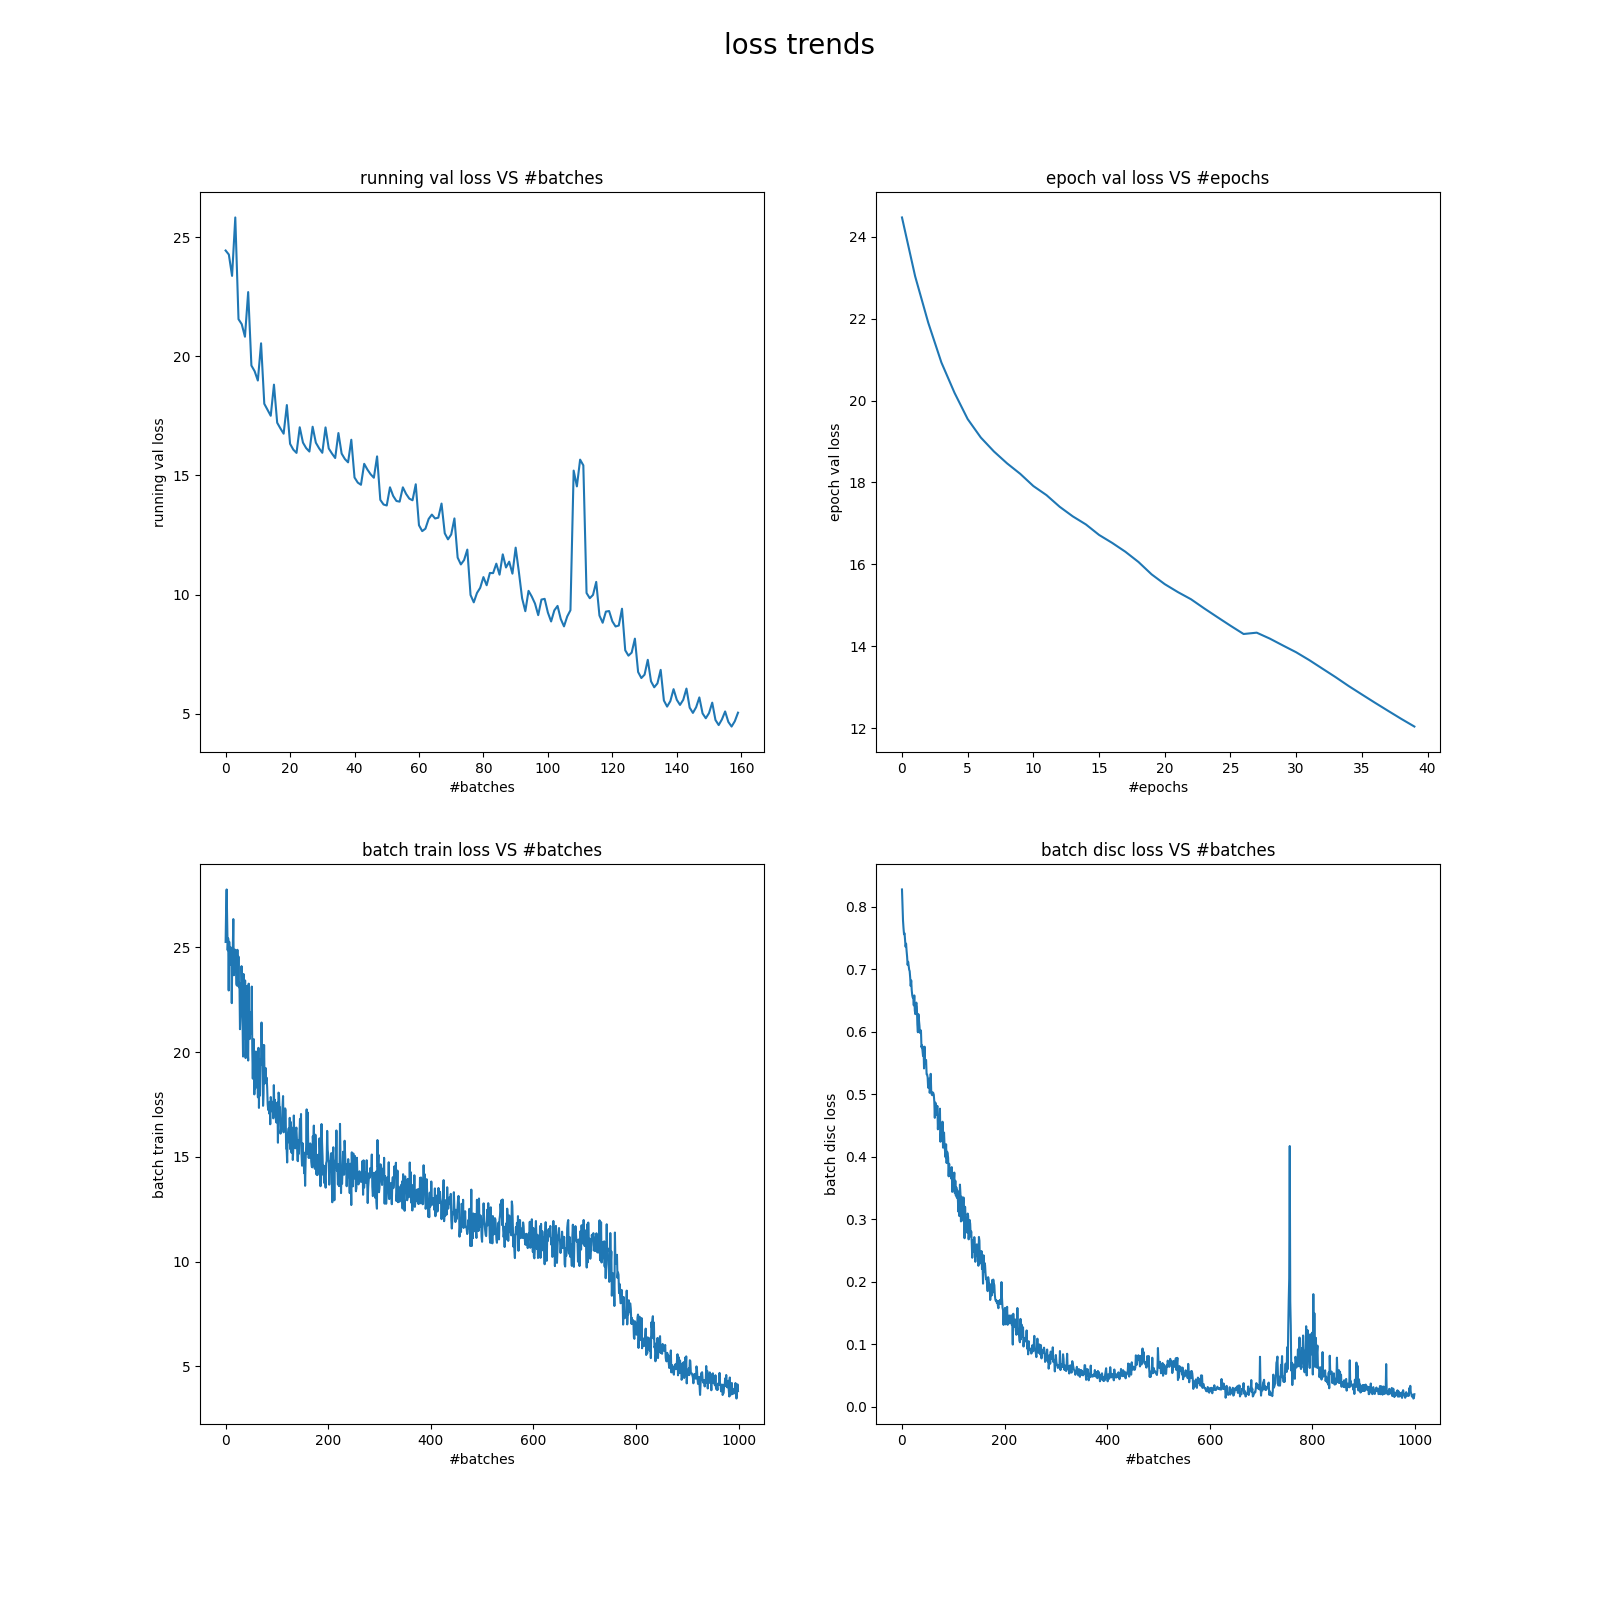 loss trends
running val loss VS #batches
running val loss
25
20
15
10
5
0 20 40 60 80 100 120 140 160
#batches
epoch val loss VS #epochs
epoch val loss
24
22
20
18
16
14
12
0 5 10 15 20 25 30 35 40
#epochs
batch train loss VS #batches
batch train loss
25
20
15
10
5
0 200 400 600 800 1000
#batches
batch disc loss VS #batches
batch disc loss
0.8
0.7
0.6
0.5
0.4
0.3
0.2
0.1
0.0
0 200 400 600 800 1000
#batches